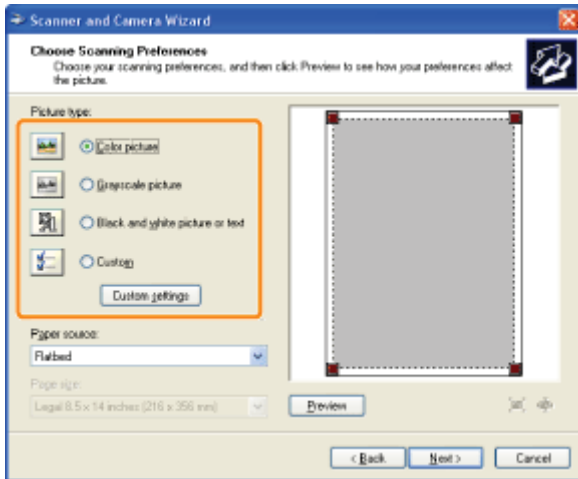 Scanner and Camera Wizard
Choose Scanning Preferences
Choose your scanning preferences, and then click Preview to see how your preferences affect
the picture.
Picture type:
Color picture
Grayscale picture
Black and white picture or text
Custom
Custom settings
Paper source:
Flatbed
Page size:
Legal 8.5 x 14 inches (216 x 356 mm)
Preview
< Back
Next >
Cancel